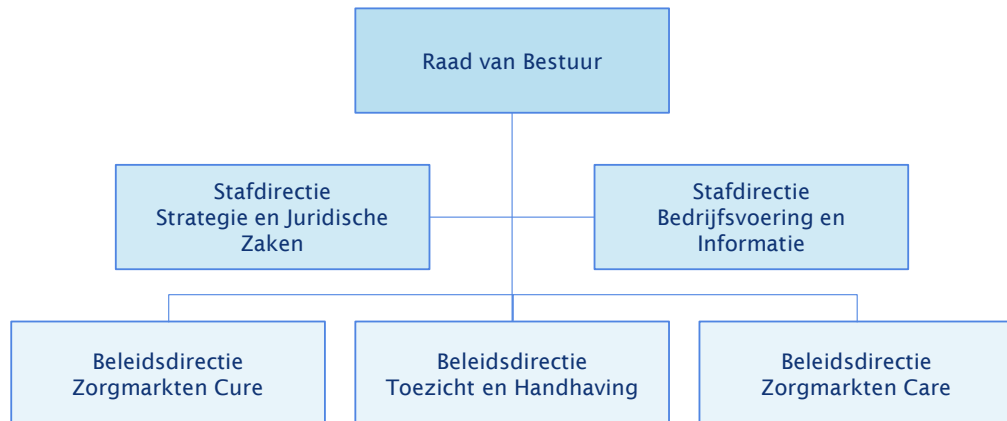 Raad van Bestuur
Stafdirectie
Strategie en Juridische
Zaken
Stafdirectie
Bedrijfsvoering en
Informatie
Beleidsdirectie
Zorgmarkten Cure
Beleidsdirectie
Toezicht en Handhaving
Beleidsdirectie
Zorgmarkten Care